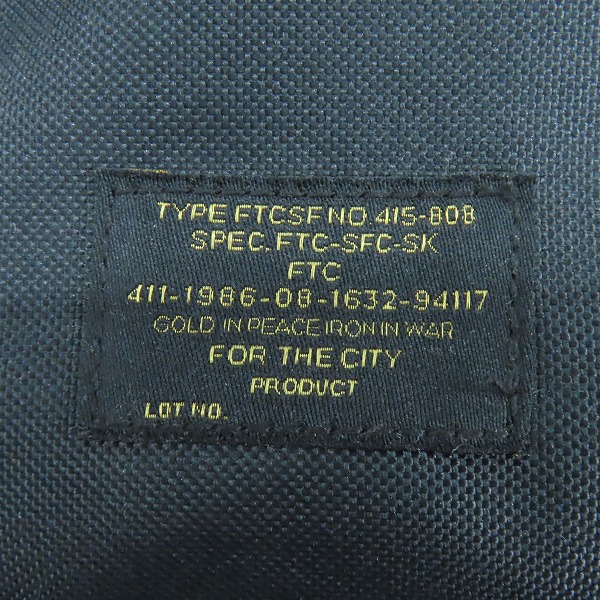 TYPE FTCSF NO. 415-808
SPEC. FTC-SFC-SK
FTC
411-1986-08-1632-94117
GOLD IN PEACE IRON IN WAR
FOR THE CITY
PRODUCT
LOT NO.